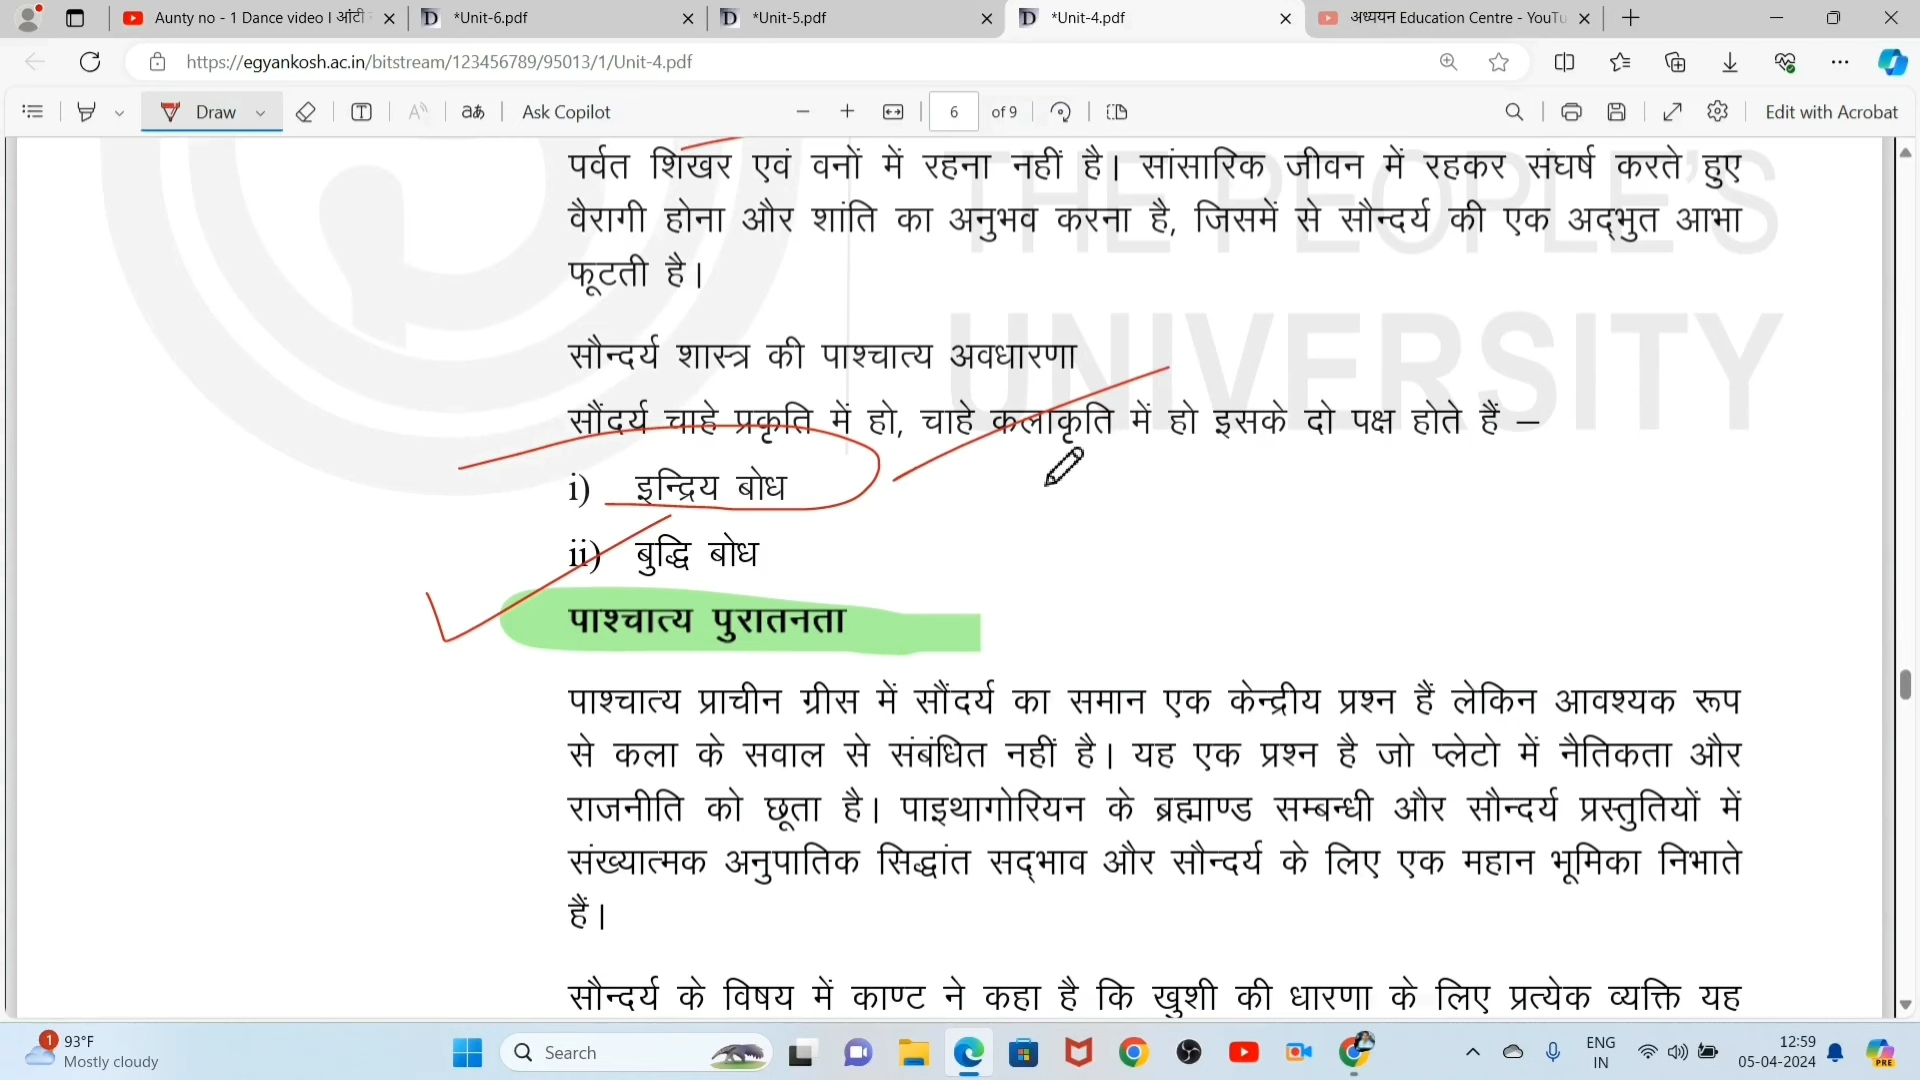 Aunty no - 1 Dance video I ऑटी
*Unit-6.pdf
*Unit-5.pdf
*Unit-4.pdf
अध्ययन Education Centre - YouTu
https://egyankosh.ac.in/bitstream/123456789/95013/1/Unit-4.pdf
Draw
Ask Copilot
6 of 9
Edit with Acrobat
पर्वत शिखर एवं वनों में रहना नहीं है। सांसारिक जीवन में रहकर संघर्ष करते हुए
वैरागी होना और शांति का अनुभव करना है, जिसमें से सौन्दर्य की एक अद्भुत आभा
फूटती है।
THE PEOPLE'S
UNIVERSITY
सौन्दर्य शास्त्र की पाश्चात्य अवधारणा
सौंदर्य चाहे प्रकृति में हो, चाहे कलाकृति में हो इसके दो पक्ष होते हैं –
i) इन्द्रिय बोध
ii) बुद्धि बोध
पाश्चात्य पुरातनता
पाश्चात्य प्राचीन ग्रीस में सौंदर्य का समान एक केन्द्रीय प्रश्न हैं लेकिन आवश्यक रूप
से कला के सवाल से संबंधित नहीं है। यह एक प्रश्न है जो प्लेटो में नैतिकता और
राजनीति को छूता है। पाइथागोरियन के ब्रह्माण्ड सम्बन्धी और सौन्दर्य प्रस्तुतियों में
संख्यात्मक अनुपातिक सिद्धांत सद्भाव और सौन्दर्य के लिए एक महान भूमिका निभाते
हैं।
सौन्दर्य के विषय में काण्ट ने कहा है कि खुशी की धारणा के लिए प्रत्येक व्यक्ति यह
1
93°F
Mostly cloudy
Search
ENG
IN
12:59
05-04-2024
PRE